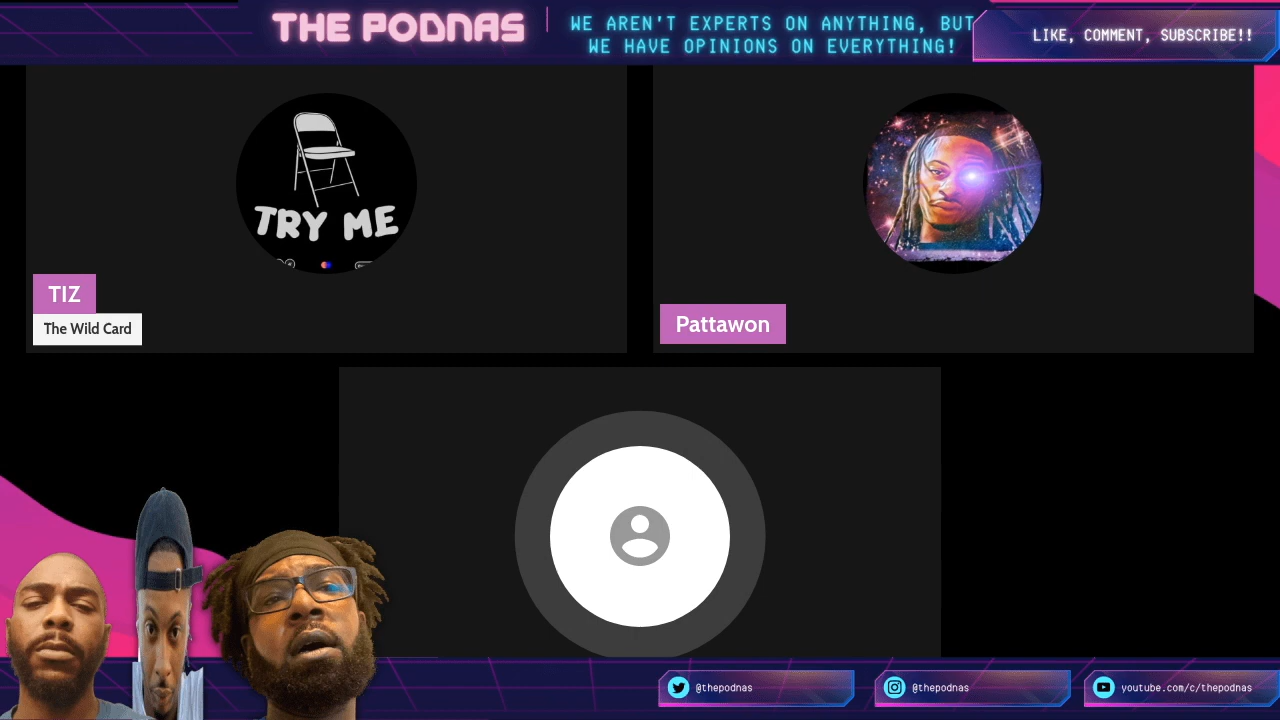 THE PODNAS
WE AREN'T EXPERTS ON ANYTHING, BUT
WE HAVE OPINIONS ON EVERYTHING!
LIKE, COMMENT, SUBSCRIBE!!
TRY ME
TIZ
The Wild Card
Pattawon
@thepodnas
@thepodnas
youtube.com/c/thepodnas